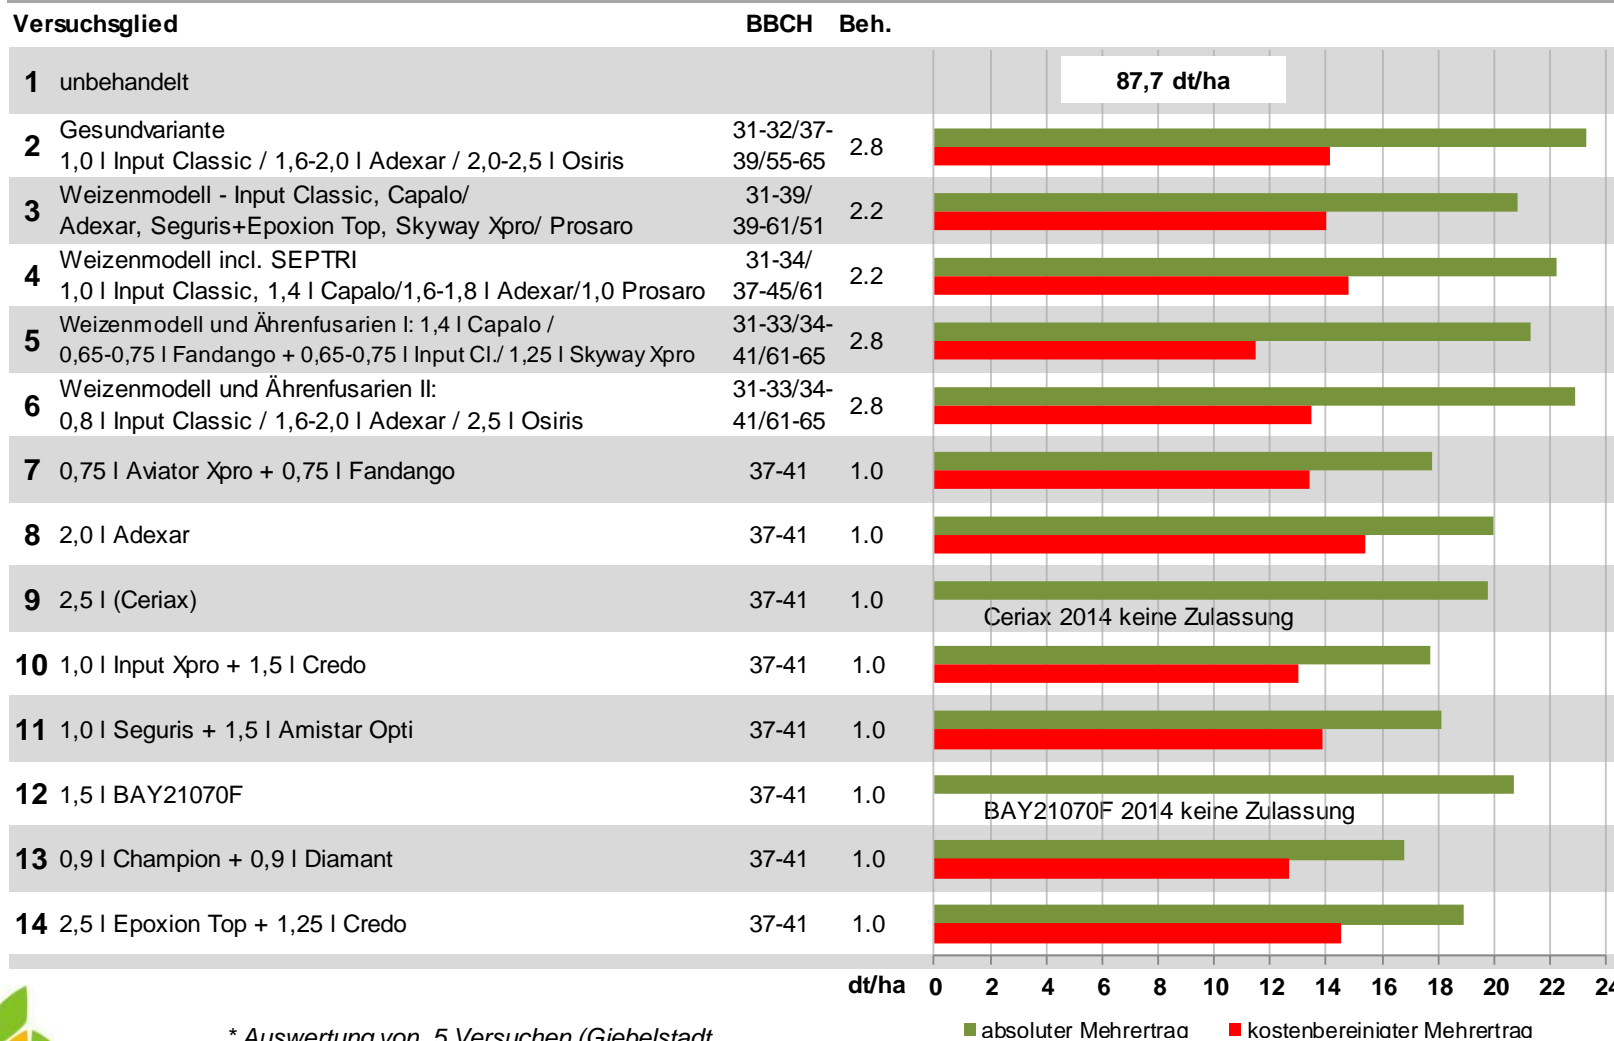 Versuchsglied BBCH Beh.
1 unbehandelt 87,7 dt/ha
2 Gesundvariante 31-32/37- 2.8
1,0 l Input Classic / 1,6-2,0 l Adexar / 2,0-2,5 l Osiris 39/55-65
3 Weizenmodell - Input Classic, Capalo/ 31-39/ 2.2
Adexar, Seguris+Epoxion Top, Skyway Xpro/ Prosaro 39-61/51
4 Weizenmodell incl. SEPTRI 31-34/ 2.2
1,0 l Input Classic, 1,4 l Capalo/1,6-1,8 l Adexar/1,0 Prosaro 37-45/61
5 Weizenmodell und Ährenfusarien I: 1,4 l Capalo / 31-33/34- 2.8
0,65-0,75 l Fandango + 0,65-0,75 l Input Cl./ 1,25 l Skyway Xpro 41/61-65
6 Weizenmodell und Ährenfusarien II: 31-33/34- 2.8
0,8 l Input Classic / 1,6-2,0 l Adexar / 2,5 l Osiris 41/61-65
7 0,75 l Aviator Xpro + 0,75 l Fandango 37-41 1.0
8 2,0 l Adexar 37-41 1.0
9 2,5 l (Ceriax) 37-41 1.0
Ceriax 2014 keine Zulassung
10 1,0 l Input Xpro + 1,5 l Credo 37-41 1.0
11 1,0 l Seguris + 1,5 l Amistar Opti 37-41 1.0
12 1,5 l BAY21070F 37-41 1.0
BAY21070F 2014 keine Zulassung
13 0,9 l Champion + 0,9 l Diamant 37-41 1.0
14 2,5 l Epoxion Top + 1,25 l Credo 37-41 1.0
dt/ha 0 2 4 6 8 10 12 14 16 18 20 22 24
absoluter Mehrertrag kostenbereinigter Mehrertrag
* Auswertung von 5 Versuchen (Giebelstadt,